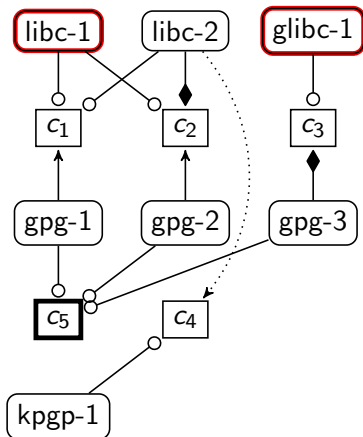 libc-1 libc-2 glibc-1
c1 c2 c3
gpg-1 gpg-2 gpg-3
c5 c4
kpgp-1